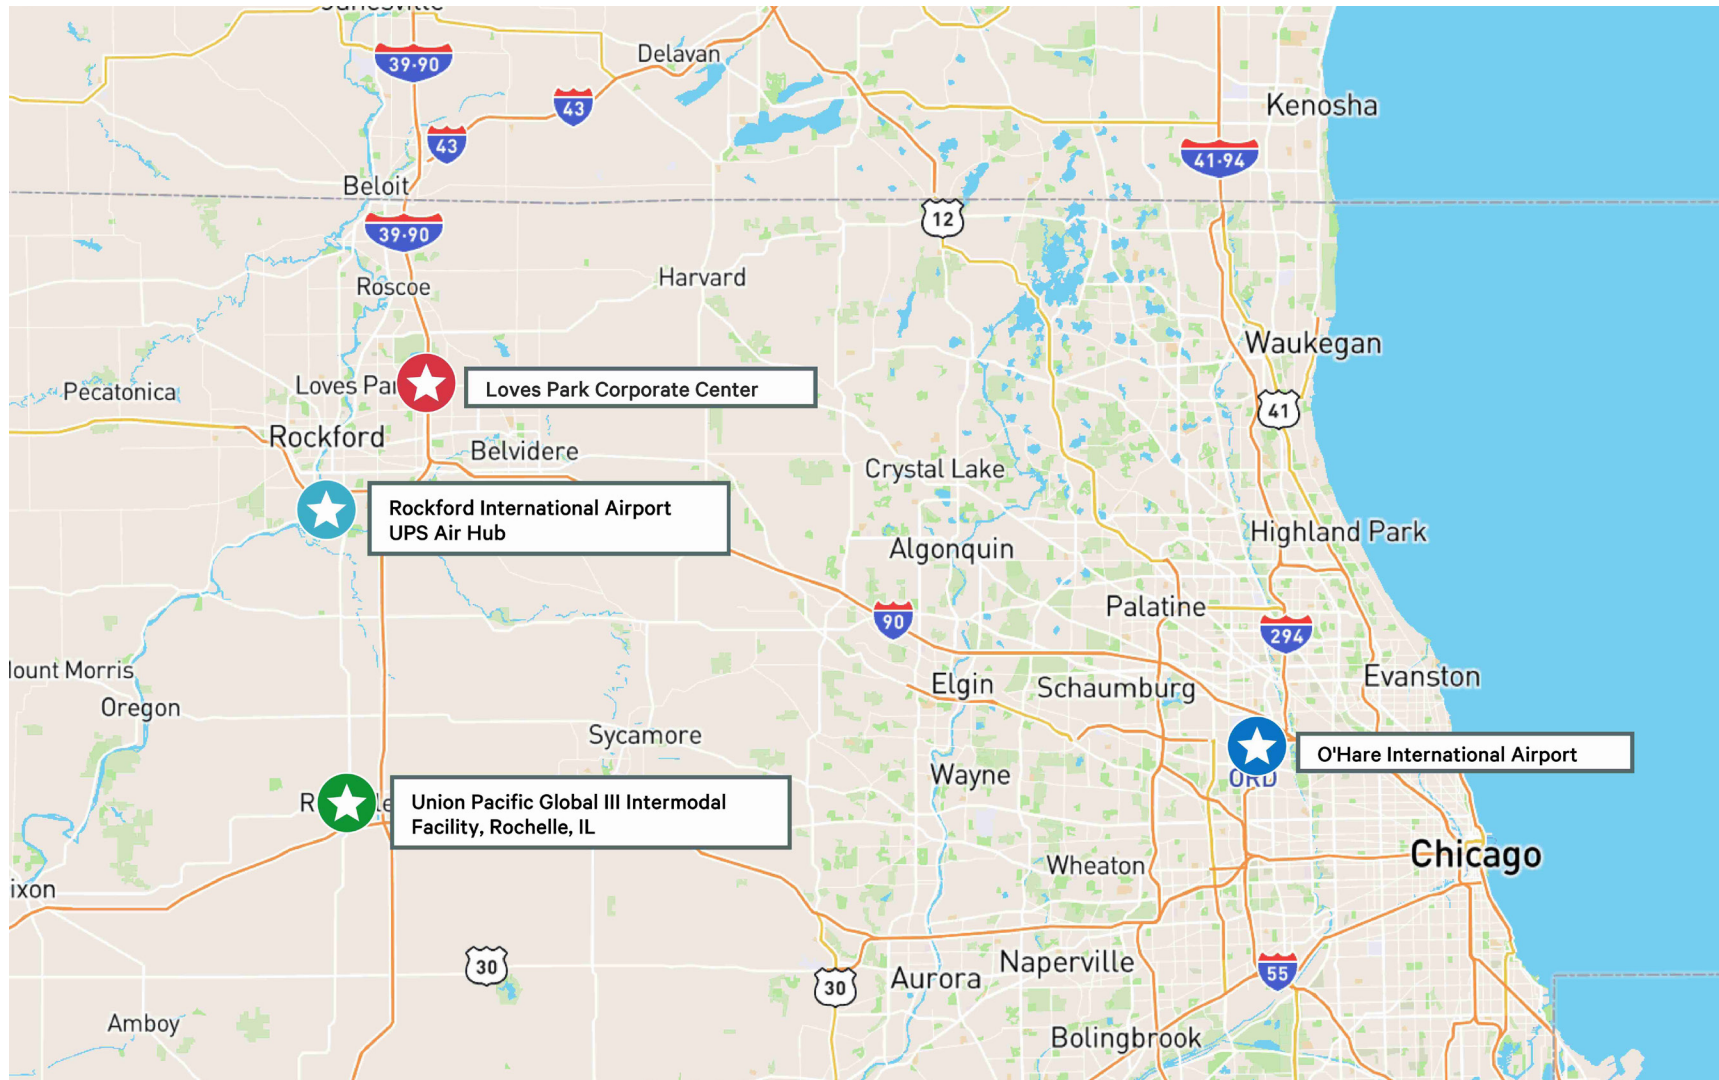 Janesville
39·90
Delavan
43
Kenosha
43
41·94
Beloit
12
39·90
Harvard
Roscoe
Waukegan
Loves Pa
Loves Park Corporate Center
Pecatonica
41
Rockford
Belvidere
Crystal Lake
Rockford International Airport
UPS Air Hub
Highland Park
Algonquin
Palatine
90
294
Mount Morris
Evanston
Elgin
Schaumburg
Oregon
Sycamore
O'Hare International Airport
Wayne
ORD
Union Pacific Global III Intermodal
Facility, Rochelle, IL
Chicago
Wheaton
ixon
30
Naperville
55
Aurora
30
Amboy
Bolingbrook